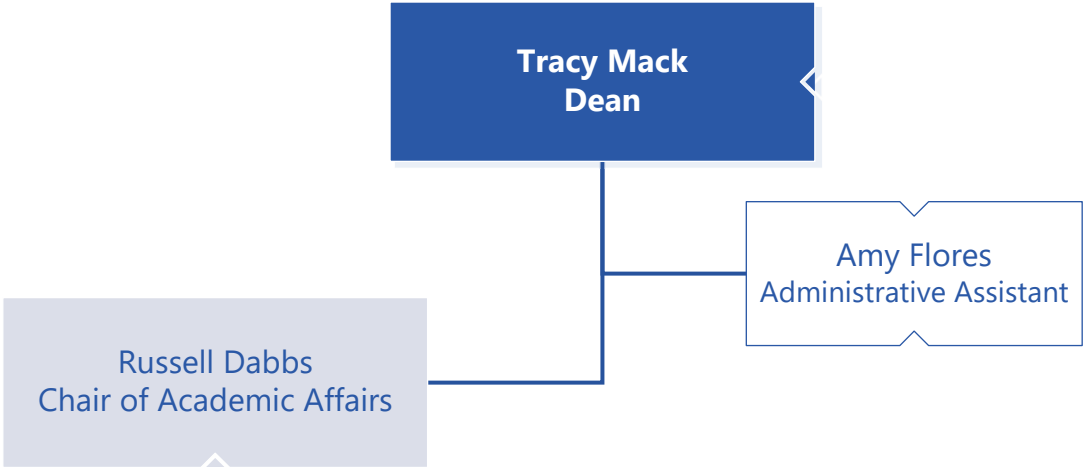 Tracy Mack
Dean
Amy Flores
Administrative Assistant
Russell Dabbs
Chair of Academic Affairs